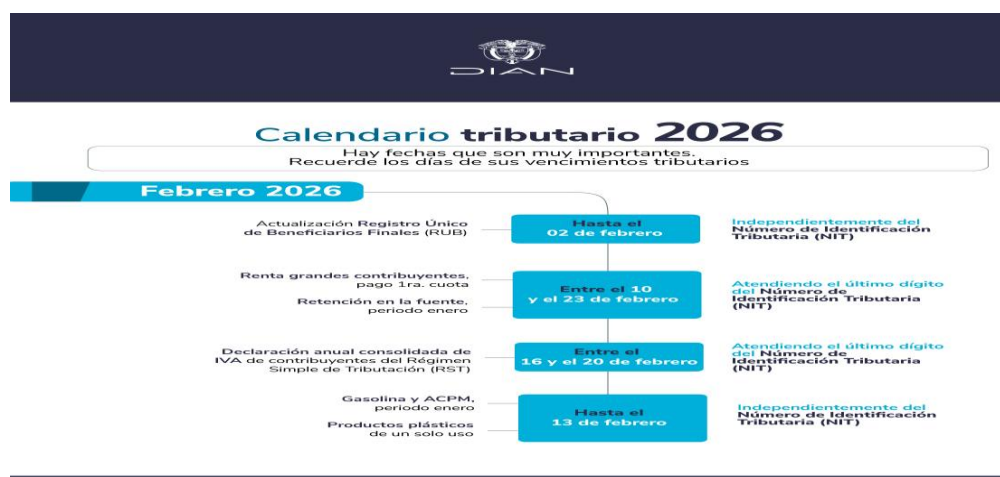 DIAN
Calendario tributario 2026
Hay fechas que son muy importantes.
Recuerde los días de sus vencimientos tributarios
Febrero 2026
Actualización Registro Único
de Beneficiarios Finales (RUB)
Hasta el
02 de febrero
Independientemente del
Número de Identificación
Tributaria (NIT)
Renta grandes contribuyentes,
pago 1ra. cuota
Retención en la fuente,
periodo enero
Entre el 10
y el 23 de febrero
Atendiendo el último dígito
del Número de
Identificación Tributaria
(NIT)
Declaración anual consolidada de
IVA de contribuyentes del Régimen
Simple de Tributación (RST)
Entre el
16 y el 20 de febrero
Atendiendo el último dígito
del Número de
Identificación Tributaria
(NIT)
Gasolina y ACPM,
periodo enero
Productos plásticos
de un solo uso
Hasta el
13 de febrero
Independientemente del
Número de Identificación
Tributaria (NIT)